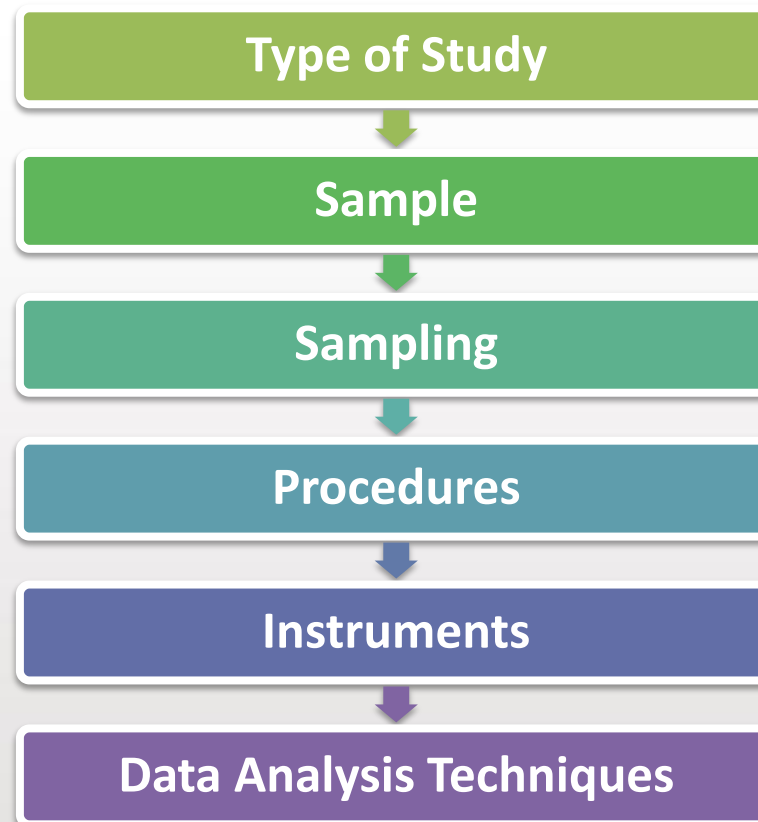 Type of Study
Sample
Sampling
Procedures
Instruments
Data Analysis Techniques